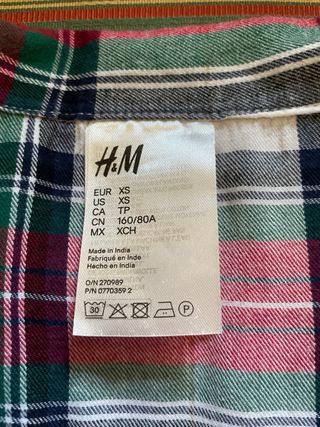 H&M
EUR XS
US XS
CA TP
CN 160/80A
MX XCH
Made in India
Fabriqué en Inde
Hecho en India
O/N 270989
P/N 0770359 2
30
P